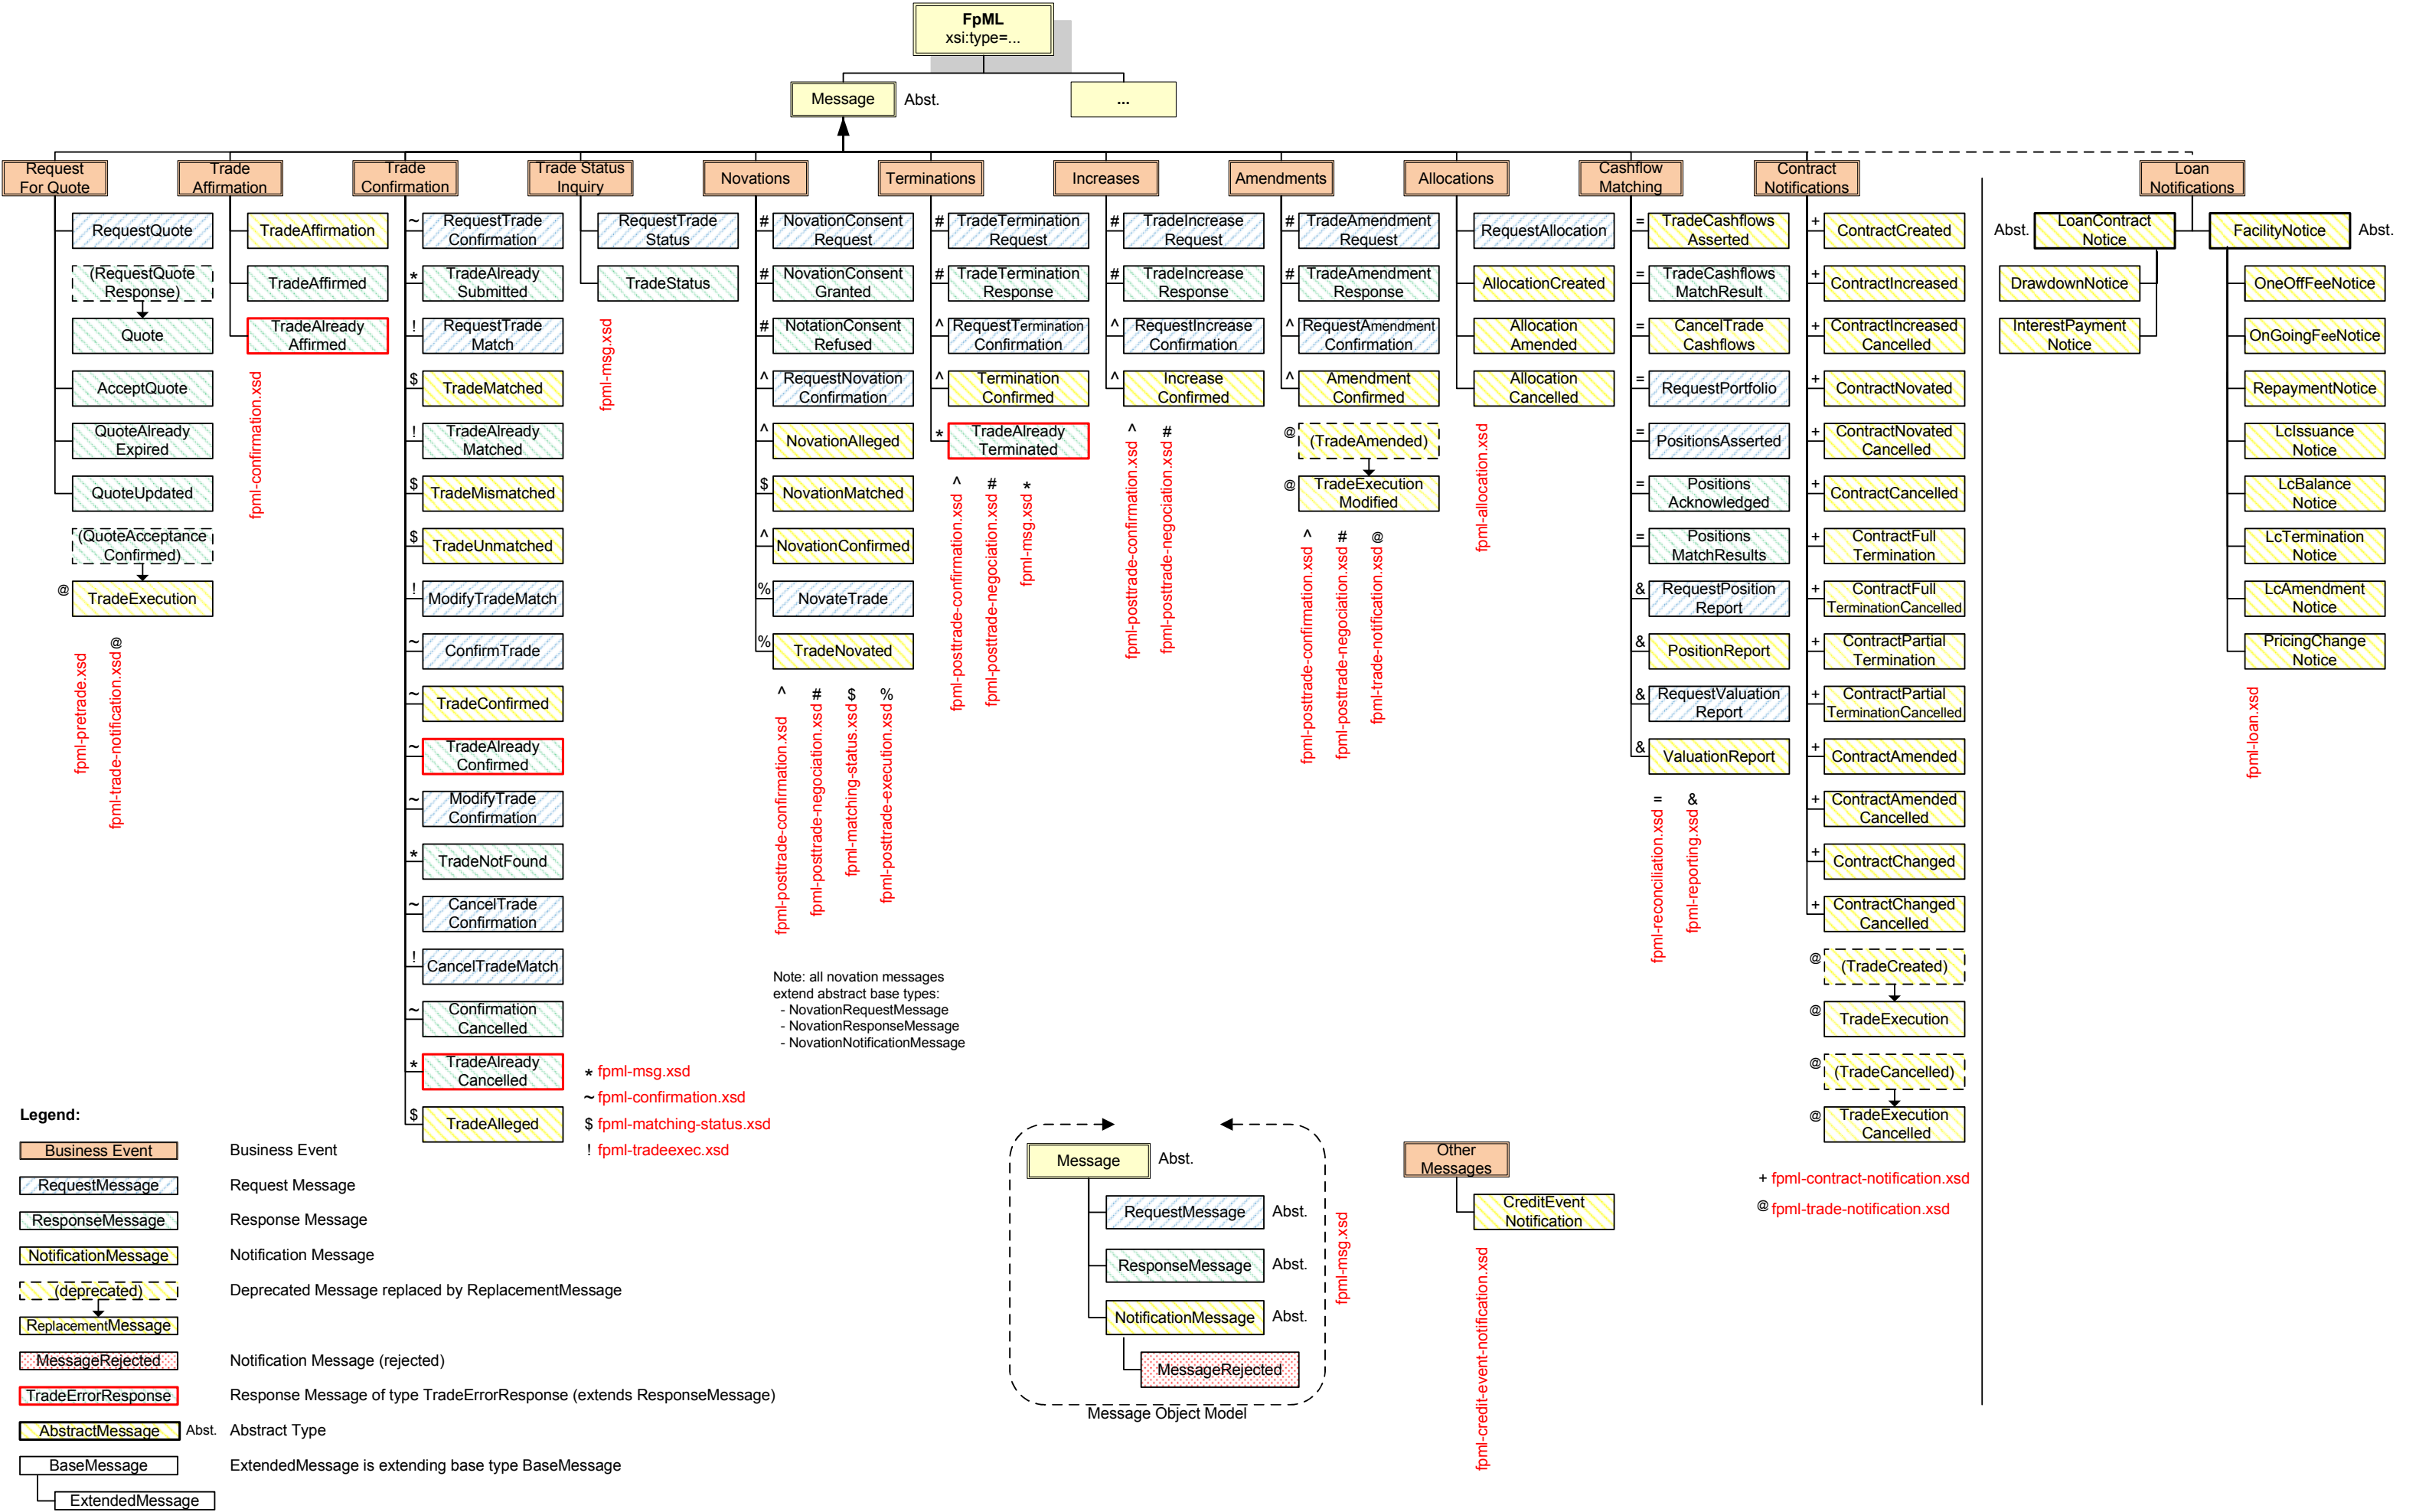 FpML
xsi:type=...
Message
Abst.
...
Request
For Quote
RequestQuote
(RequestQuote
Response)
Quote
AcceptQuote
QuoteAlready
Expired
QuoteUpdated
(QuoteAcceptance
Confirmed)
@
TradeExecution
fpml-pretrade.xsd
fpml-trade-notification.xsd @
Trade
Affirmation
TradeAffirmation
TradeAffirmed
TradeAlready
Affirmed
fpml-confirmation.xsd
Trade
Confirmation
~
RequestTrade
Confirmation
*
TradeAlready
Submitted
!
RequestTrade
Match
$
TradeMatched
!
TradeAlready
Matched
$
TradeMismatched
$
TradeUnmatched
!
ModifyTradeMatch
~
ConfirmTrade
~
TradeConfirmed
~
TradeAlready
Confirmed
~
ModifyTrade
Confirmation
*
TradeNotFound
~
CancelTrade
Confirmation
!
CancelTradeMatch
~
Confirmation
Cancelled
*
TradeAlready
Cancelled
$
TradeAlleged
* fpml-msg.xsd
~ fpml-confirmation.xsd
$ fpml-matching-status.xsd
! fpml-tradeexec.xsd
Trade Status
Inquiry
RequestTrade
Status
TradeStatus
fpml-msg.xsd
Novations
#
NovationConsent
Request
#
NovationConsent
Granted
#
NotationConsent
Refused
^
RequestNovation
Confirmation
^
NovationAlleged
$
NovationMatched
^
NovationConfirmed
%
NovateTrade
%
TradeNovated
fpml-posttrade-confirmation.xsd ^
fpml-posttrade-negociation.xsd #
fpml-matching-status.xsd $
fpml-posttrade-execution.xsd %
Note: all novation messages
extend abstract base types:
- NovationRequestMessage
- NovationResponseMessage
- NovationNotificationMessage
Terminations
#
TradeTermination
Request
#
TradeTermination
Response
^
RequestTermination
Confirmation
^
Termination
Confirmed
*
TradeAlready
Terminated
fpml-posttrade-confirmation.xsd ^
fpml-posttrade-negociation.xsd #
fpml-msg.xsd *
Increases
#
TradeIncrease
Request
#
TradeIncrease
Response
^
RequestIncrease
Confirmation
^
Increase
Confirmed
fpml-posttrade-confirmation.xsd ^
fpml-posttrade-negociation.xsd #
Amendments
#
TradeAmendment
Request
#
TradeAmendment
Response
^
RequestAmendment
Confirmation
^
Amendment
Confirmed
@
(TradeAmended)
@
TradeExecution
Modified
fpml-posttrade-confirmation.xsd ^
fpml-posttrade-negociation.xsd #
fpml-trade-notification.xsd @
Allocations
RequestAllocation
AllocationCreated
Allocation
Amended
Allocation
Cancelled
fpml-allocation.xsd
Cashflow
Matching
=
TradeCashflows
Asserted
=
TradeCashflows
MatchResult
=
CancelTrade
Cashflows
=
RequestPortfolio
=
PositionsAsserted
=
Positions
Acknowledged
=
Positions
MatchResults
&
RequestPosition
Report
&
PositionReport
&
RequestValuation
Report
&
ValuationReport
fpml-reconciliation.xsd =
fpml-reporting.xsd &
Contract
Notifications
+
ContractCreated
+
ContractIncreased
+
ContractIncreased
Cancelled
+
ContractNovated
+
ContractNovated
Cancelled
+
ContractCancelled
+
ContractFull
Termination
+
ContractFull
TerminationCancelled
+
ContractPartial
Termination
+
ContractPartial
TerminationCancelled
+
ContractAmended
+
ContractAmended
Cancelled
+
ContractChanged
+
ContractChanged
Cancelled
@
(TradeCreated)
@
TradeExecution
@
(TradeCancelled)
@
TradeExecution
Cancelled
+ fpml-contract-notification.xsd
@ fpml-trade-notification.xsd
Loan
Notifications
Abst.
LoanContract
Notice
FacilityNotice
Abst.
DrawdownNotice
InterestPayment
Notice
OneOffFeeNotice
OnGoingFeeNotice
RepaymentNotice
LcIssuance
Notice
LcBalance
Notice
LcTermination
Notice
LcAmendment
Notice
PricingChange
Notice
fpml-loan.xsd
Legend:
Business Event
Business Event
RequestMessage
Request Message
ResponseMessage
Response Message
NotificationMessage
Notification Message
(deprecated)
Deprecated Message replaced by ReplacementMessage
ReplacementMessage
MessageRejected
Notification Message (rejected)
TradeErrorResponse
Response Message of type TradeErrorResponse (extends ResponseMessage)
AbstractMessage
Abst.
Abstract Type
BaseMessage
ExtendedMessage is extending base type BaseMessage
ExtendedMessage
Message
Abst.
RequestMessage
Abst.
ResponseMessage
Abst.
NotificationMessage
Abst.
MessageRejected
fpml-msg.xsd
Message Object Model
Other
Messages
CreditEvent
Notification
fpml-credit-event-notification.xsd